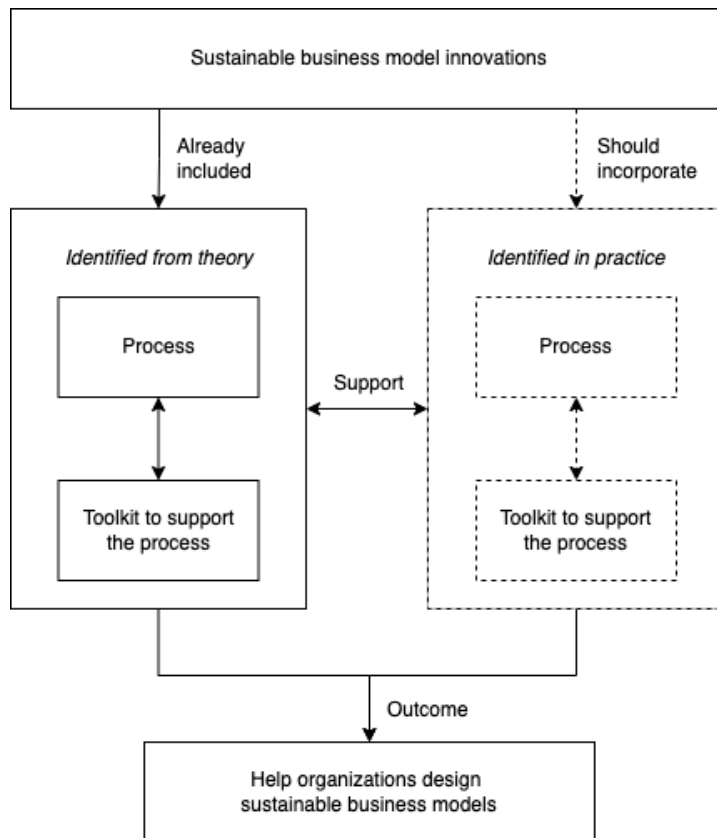 Sustainable business model innovations
Already
included
Should
incorporate
Identified from theory
Identified in practice
Process
Process
Support
Toolkit to support
the process
Toolkit to support
the process
Outcome
Help organizations design
sustainable business models